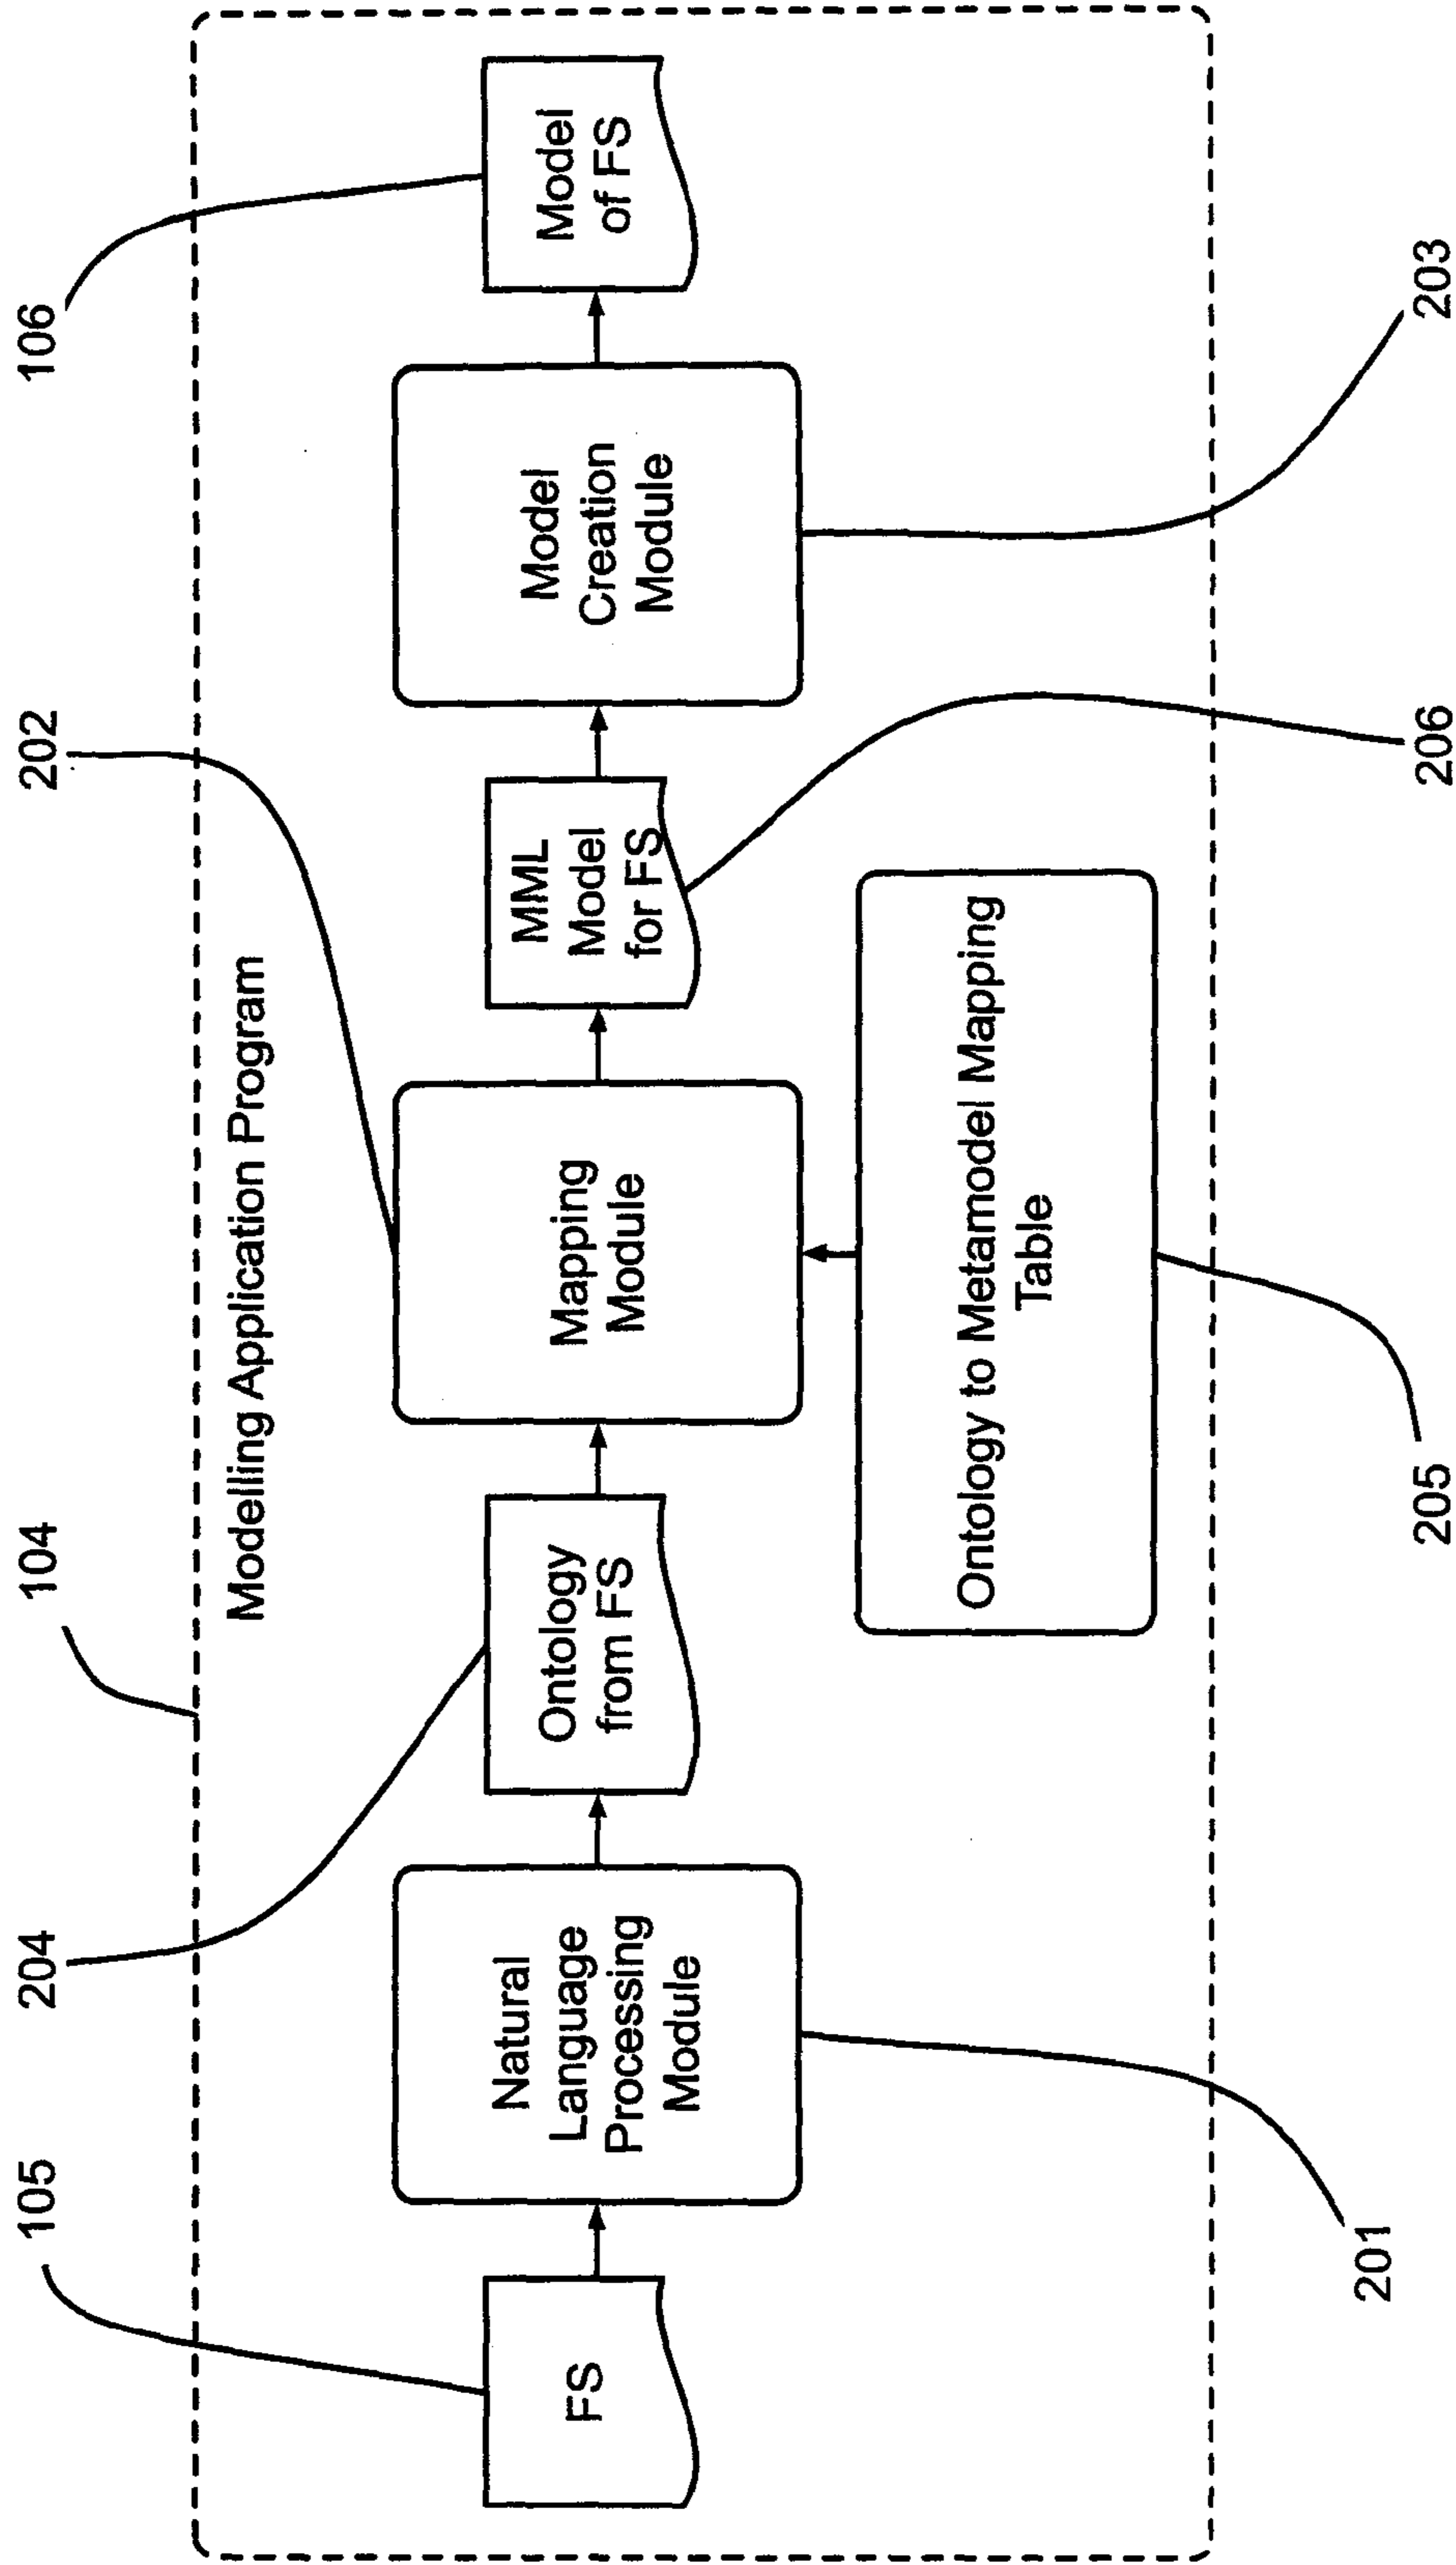 105
204
104
202
106
Modelling Application Program
FS
Natural
Language
Processing
Module
Ontology
from FS
Mapping
Module
MML
Model
for FS
Model
Creation
Module
Model
of FS
Ontology to Metamodel Mapping
Table
201
205
206
203